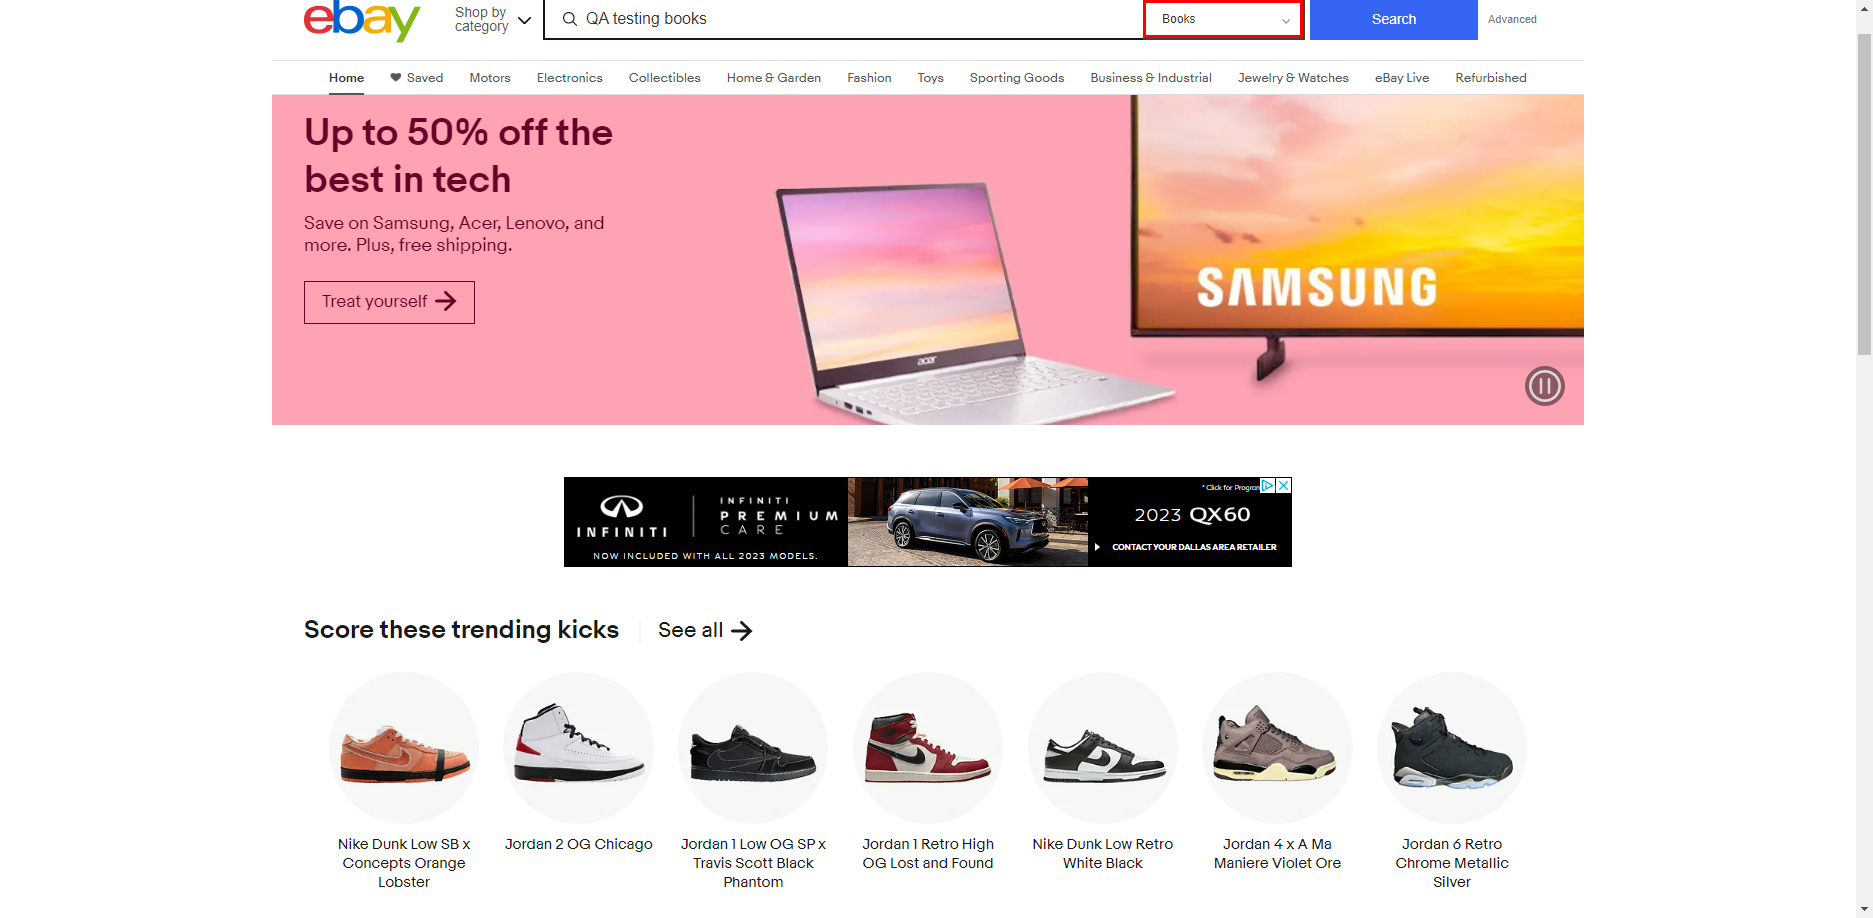 ebay
Shop by
category
QA testing books
Books
Search
Advanced
Home
Saved
Motors
Electronics
Collectibles
Home & Garden
Fashion
Toys
Sporting Goods
Business & Industrial
Jewelry & Watches
eBay Live
Refurbished
Up to 50% off the
best in tech
Save on Samsung, Acer, Lenovo, and
more. Plus, free shipping.
Treat yourself
acer
SAMSUNG
INFINITI
INFINITI
PREMIUM
CARE
NOW INCLUDED WITH ALL 2023 MODELS.
* Click for Program
2023 QX60
CONTACT YOUR DALLAS AREA RETAILER
Score these trending kicks
See all
Nike Dunk Low SB x
Concepts Orange
Lobster
Jordan 2 OG Chicago
Jordan 1 Low OG SP x
Travis Scott Black
Phantom
Jordan 1 Retro High
OG Lost and Found
Nike Dunk Low Retro
White Black
Jordan 4 x A Ma
Maniere Violet Ore
Jordan 6 Retro
Chrome Metallic
Silver